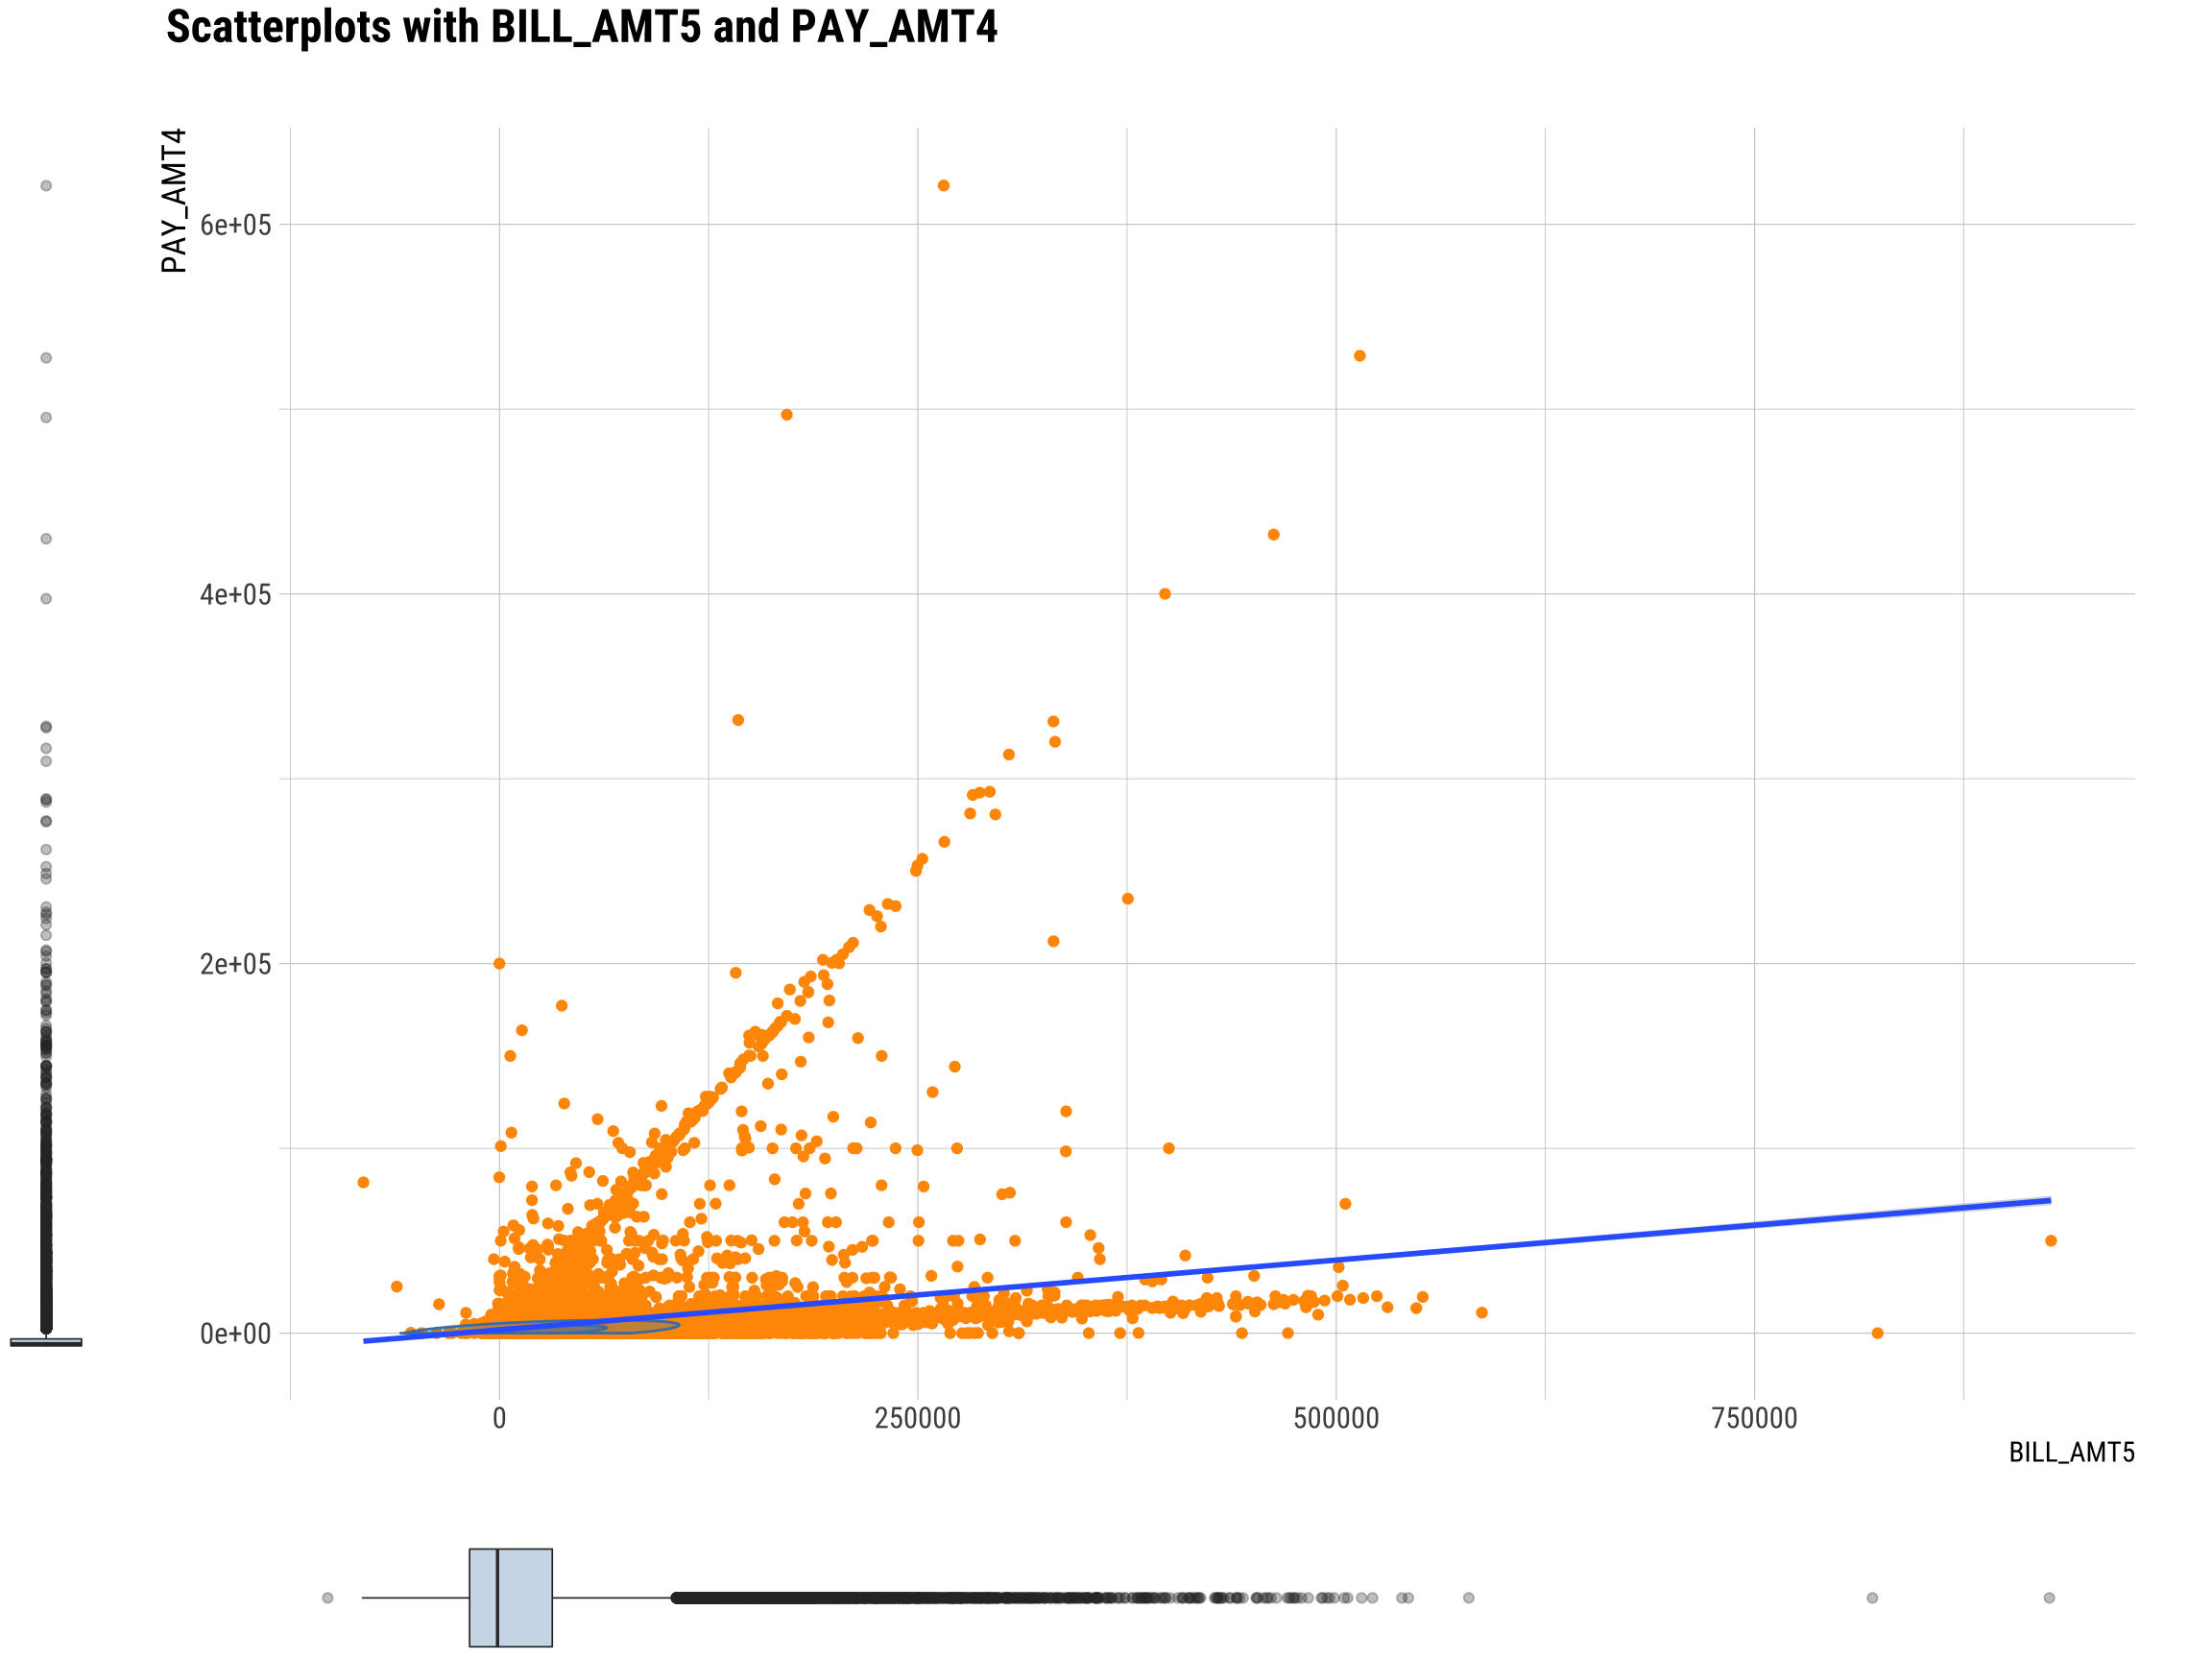 Scatterplots with BILL_AMT5 and PAY_AMT4
PAY_AMT4
6e+05
4e+05
2e+05
0e+00
0 250000 500000 750000
BILL_AMT5